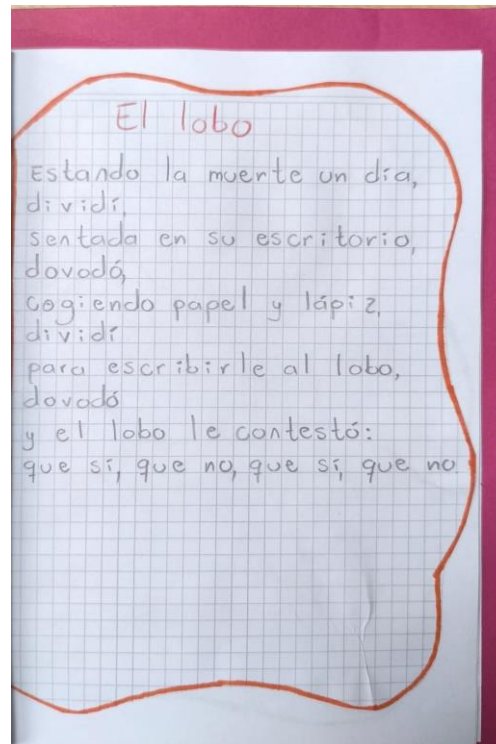 El lobo
Estando la muerte un día,
dividí,
sentada en su escritorio,
dovodó,
cogiendo papel y lápiz,
dividí
para escribirle al lobo,
dovodó
y el lobo le contestó:
que sí, que no, que sí, que no